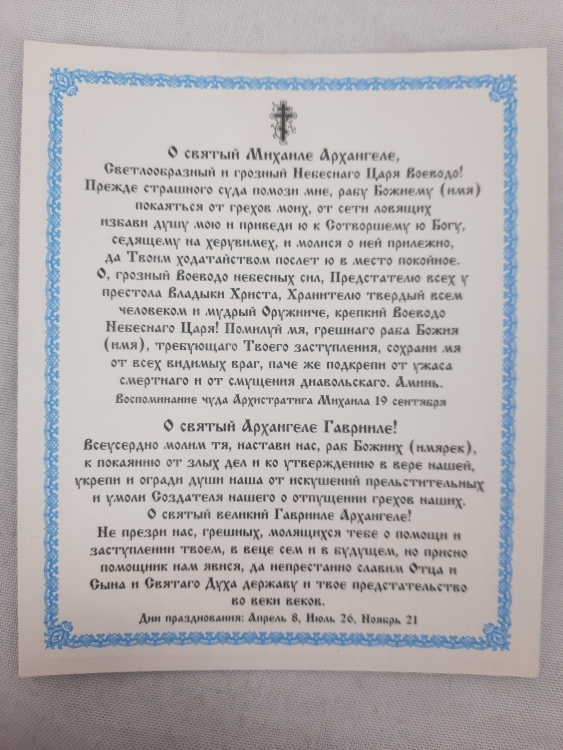 О святый Михаиле Архангеле,
Светлообразный и грозный Небеснаго Царя Воеводо!
Прежде страшного суда помози мне, рабу Божиему (имя)
покаяться от грехов моих, от сети ловящих
избави душу мою и приведи ю к Сотворшему ю Богу,
седящему на херувимех, и молися о ней прилежно,
да Твоим ходатайством послет ю в место покойное.
О, грозный Воеводо небесных сил, Предстателю всех у
престола Владыки Христа, Хранителю твердый всем
человеком и мудрый Оружниче, крепкий Воеводо
Небеснаго Царя! Помилуй мя, грешнаго раба Божия
(имя), требующаго Твоего заступления, сохрани мя
от всех видимых враг, паче же подкрепи от ужаса
смертнаго и от смущения диавольскаго. Аминь.
Воспоминание чуда Архистратига Михаила 19 сентября
О святый Архангеле Гаврииле!
Всеусердно молим тя, настави нас, раб Божиих (имярек),
к покаянию от злых дел и ко утверждению в вере нашей,
укрепи и огради души наша от искушений прельстительных
и умоли Создателя нашего о отпущении грехов наших.
О святый великий Гаврииле Архангеле!
Не презри нас, грешных, молящихся тебе о помощи и
заступлении твоем, в веце сем и в будущем, но присно
помощник нам явися, да непрестанно славим Отца и
Сына и Святаго Духа державу и твое предстательство
во веки веков.
Дни празднования: Апрель 8, Июль 26, Ноябрь 21